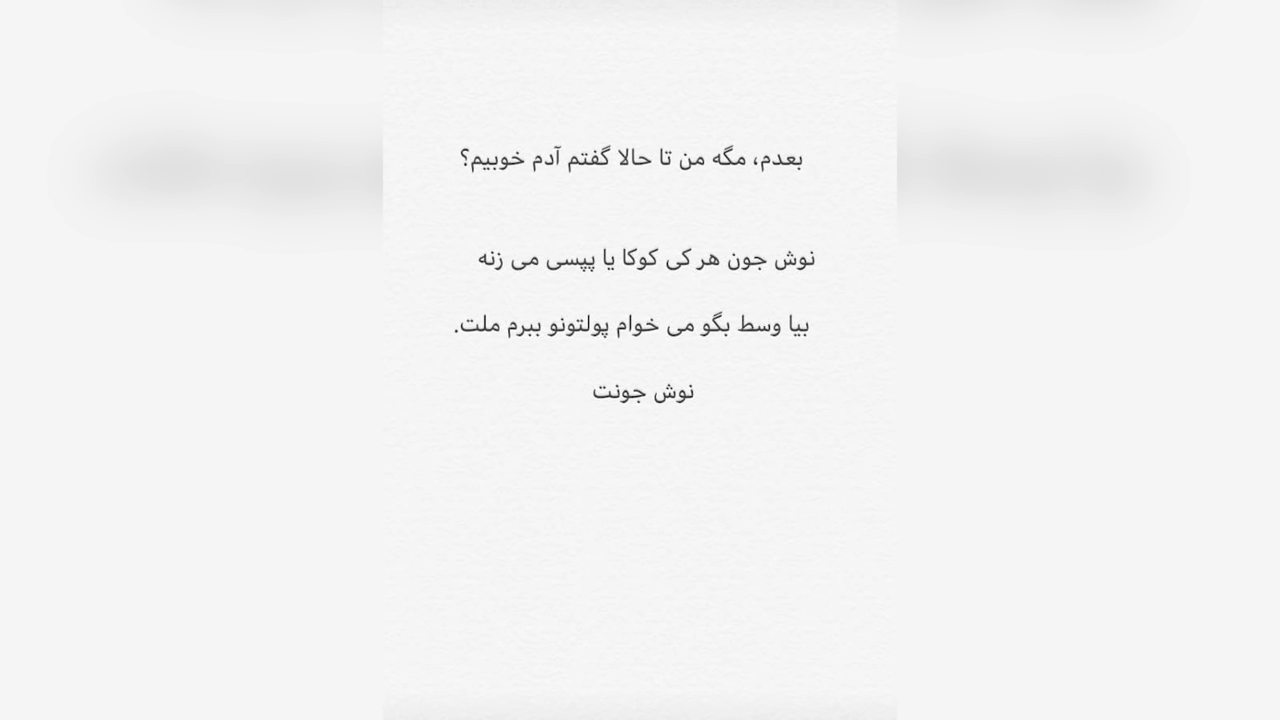 بعدم، مگه من تا حالا گفتم آدم خوبیم؟
نوش جون هر کی کوکا یا پپسی می زنه
بیا وسط بگو می خوام پولتونو ببرم ملت.
نوش جونت